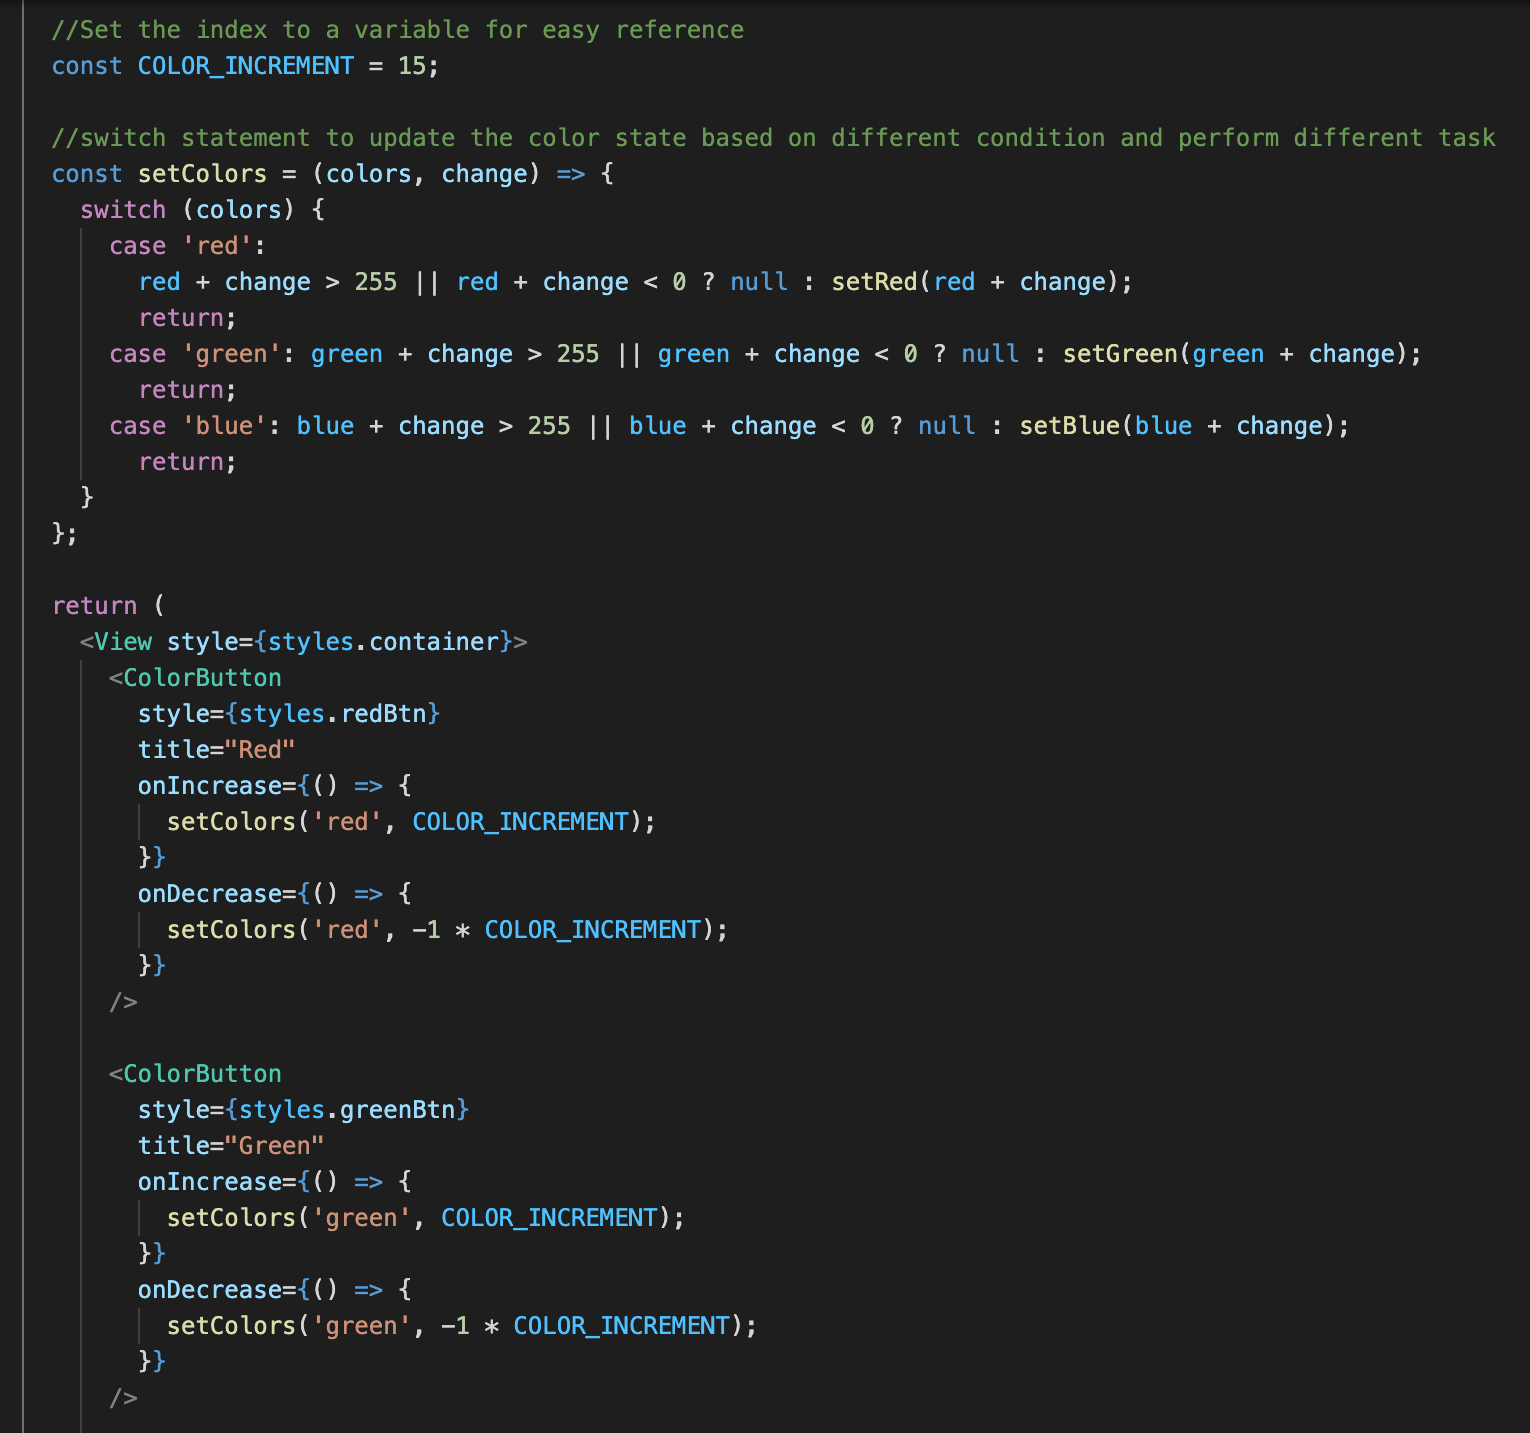 //Set the index to a variable for easy reference
const COLOR_INCREMENT = 15;

//switch statement to update the color state based on different condition and perform different task
const setColors = (colors, change) => {
  switch (colors) {
    case 'red':
      red + change > 255 || red + change < 0 ? null : setRed(red + change);
      return;
    case 'green': green + change > 255 || green + change < 0 ? null : setGreen(green + change);
      return;
    case 'blue': blue + change > 255 || blue + change < 0 ? null : setBlue(blue + change);
      return;
  }
};

return (
  <View style={styles.container}>
    <ColorButton
      style={styles.redBtn}
      title="Red"
      onIncrease={() => {
        setColors('red', COLOR_INCREMENT);
      }}
      onDecrease={() => {
        setColors('red', -1 * COLOR_INCREMENT);
      }}
    />

    <ColorButton
      style={styles.greenBtn}
      title="Green"
      onIncrease={() => {
        setColors('green', COLOR_INCREMENT);
      }}
      onDecrease={() => {
        setColors('green', -1 * COLOR_INCREMENT);
      }}
    />